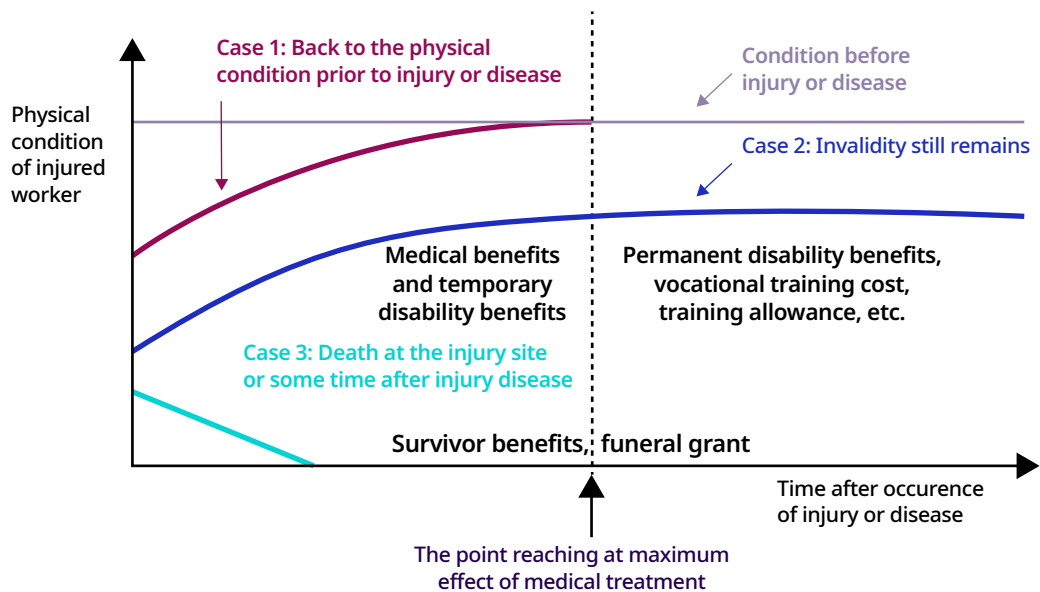 Case 1: Back to the physical
condition prior to injury or disease
Condition before
injury or disease
Physical
condition
of injured
worker
Case 2: Invalidity still remains
Medical benefits
and temporary
disability benefits
Permanent disability benefits,
vocational training cost,
training allowance, etc.
Case 3: Death at the injury site
or some time after injury disease
Survivor benefits, funeral grant
Time after occurence
of injury or disease
The point reaching at maximum
effect of medical treatment